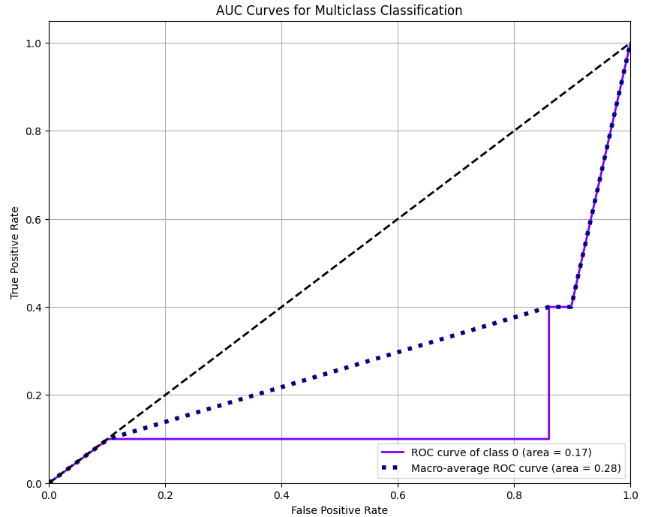 AUC Curves for Multiclass Classification
1.0
0.8
0.6
0.4
0.2
0.0
True Positive Rate
ROC curve of class 0 (area = 0.17)
Macro-average ROC curve (area = 0.28)
0.0 0.2 0.4 0.6 0.8 1.0
False Positive Rate